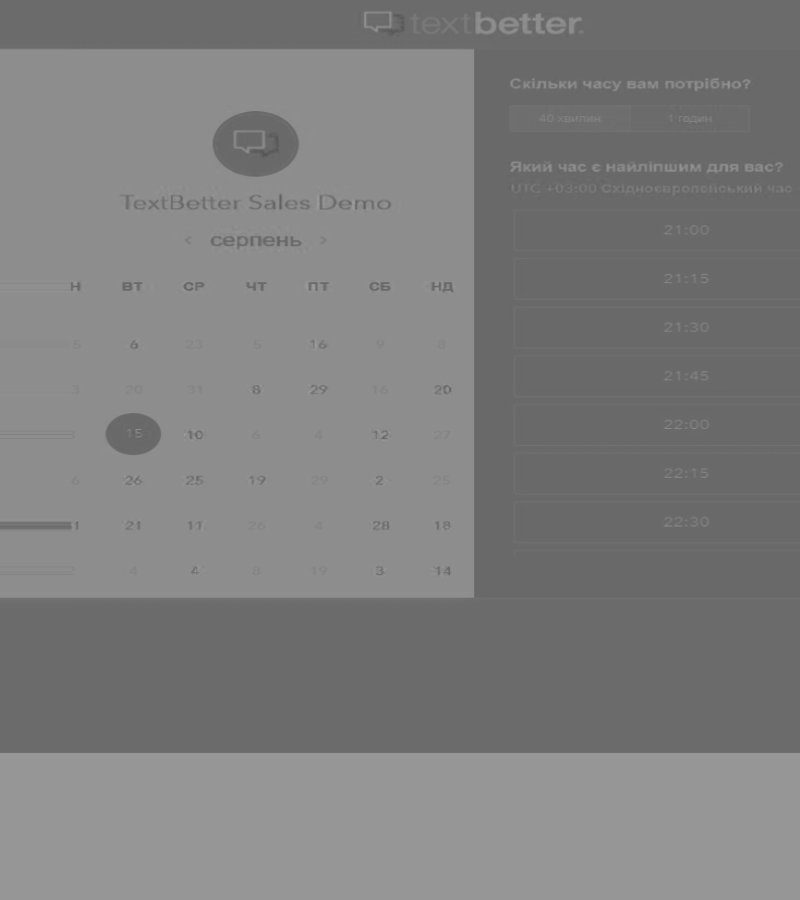 textbetter.
TextBetter Sales Demo
‹ серпень ›
Н ВТ СР ЧТ ПТ СБ НД
5 6 23 5 16 9 8
3 20 31 8 29 16 20
15 10 6 4 12 27
6 26 25 19 29 2 25
1 21 11 26 4 28 18
4 4 8 19 3 14
Скільки часу вам потрібно?
40 хвилин 1 годин
Який час є найліпшим для вас?
UTC +03:00 Східноєвропейський час
21:00
21:15
21:30
21:45
22:00
22:15
22:30